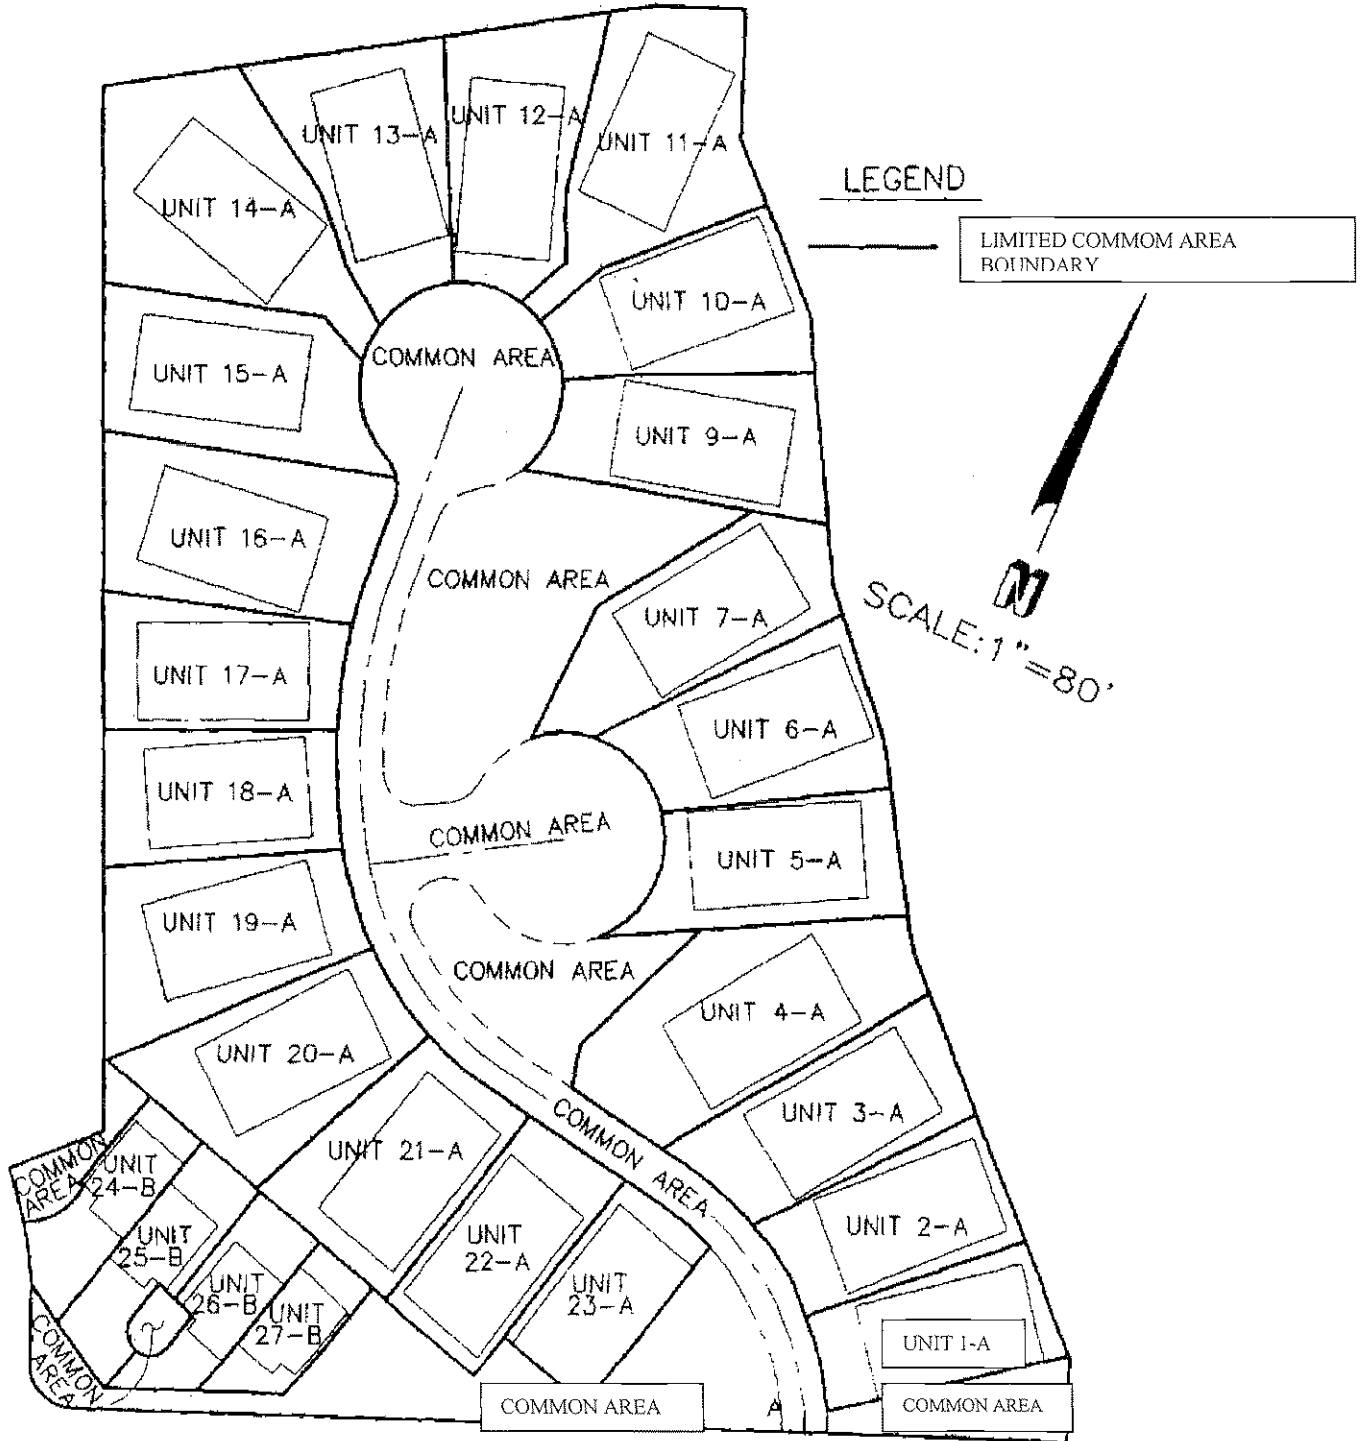 UNIT 12-A
UNIT 13-A
UNIT 11-A
LEGEND
UNIT 14-A
LIMITED COMMOM AREA
BOUNDARY
UNIT 10-A
COMMON AREA
UNIT 15-A
UNIT 9-A
UNIT 16-A
COMMON AREA
N
SCALE: 1"=80'
UNIT 7-A
UNIT 17-A
UNIT 6-A
UNIT 18-A
COMMON AREA
UNIT 5-A
UNIT 19-A
COMMON AREA
UNIT 4-A
UNIT 20-A
UNIT 3-A
COMMON AREA
UNIT 21-A
COMMON
AREA
UNIT
24-B
UNIT 2-A
UNIT
25-B
UNIT
22-A
UNIT
26-B
UNIT
23-A
UNIT
27-B
UNIT 1-A
COMMON
AREA
COMMON AREA
A
COMMON AREA